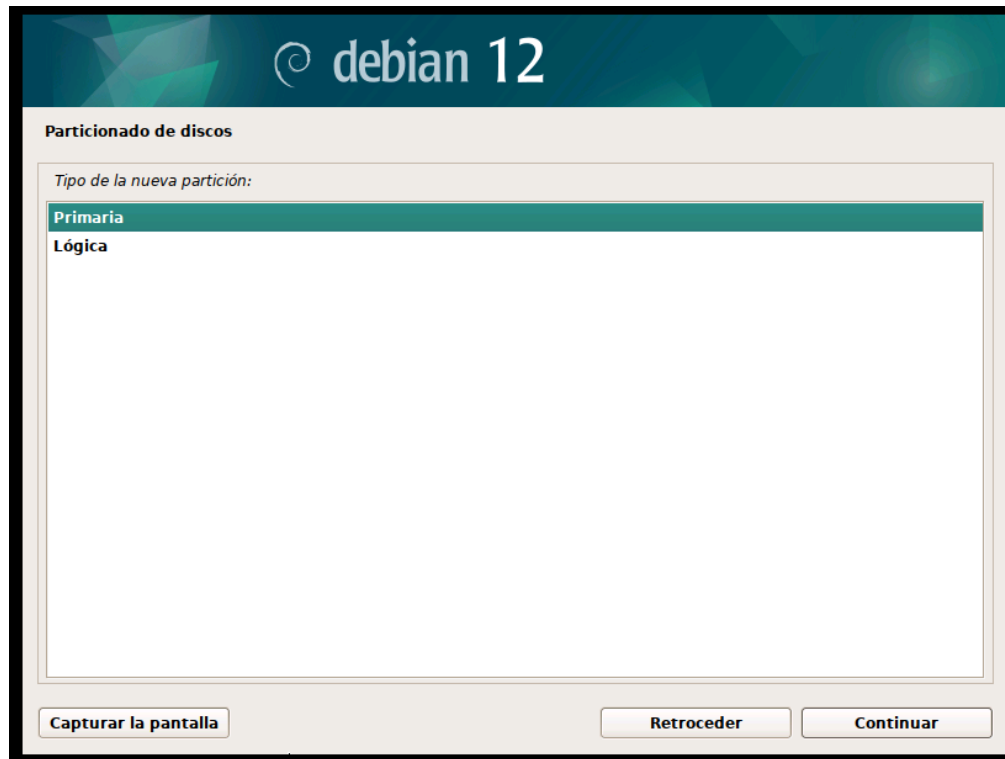 debian 12
Particionado de discos
Tipo de la nueva partición:
Primaria
Lógica
Capturar la pantalla
Retroceder
Continuar